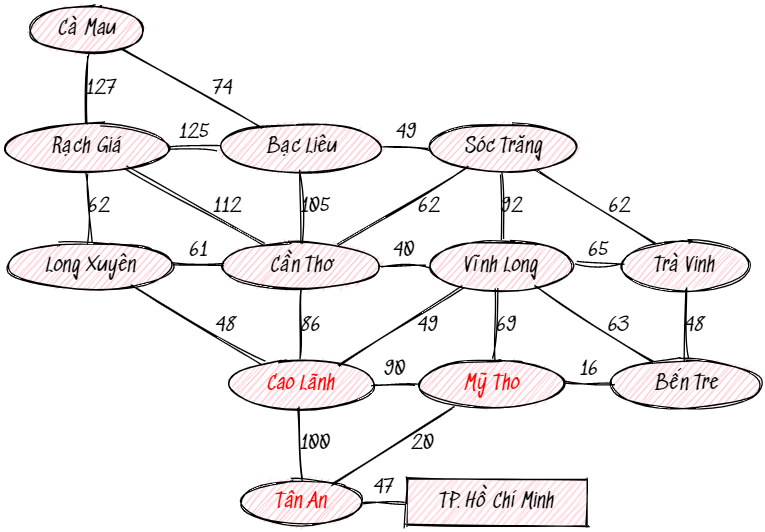 Cà Mau
127
74
Rạch Giá
125
Bạc Liêu
49
Sóc Trăng
62
112
105
62
92
62
Long Xuyên
61
Cần Thơ
40
Vĩnh Long
65
Trà Vinh
48
86
49
69
63
48
Cao Lãnh
90
Mỹ Tho
16
Bến Tre
100
20
Tân An
47
TP. Hồ Chí Minh